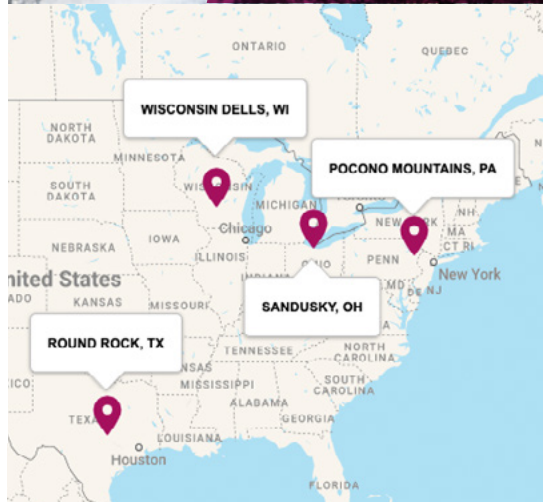 ONTARIO
QUEBEC
WISCONSIN DELLS, WI
NORTH
DAKOTA
MINNESOTA
POCONO MOUNTAINS, PA
SOUTH
DAKOTA
MICHIGAN
NH
MA
CT RI
Chicago
IOWA
NEBRASKA
ILLINOIS
PENN
New York
MD
DE
NJ
nited States
KANSAS
MISSOURI
SANDUSKY, OH
ROUND ROCK, TX
TENNESSEE
NORTH
CAROLINA
NSAS
MISSISSIPPI
SOUTH
CAROLINA
ALABAMA
GEORGIA
LOUISIANA
Houston
FLORIDA